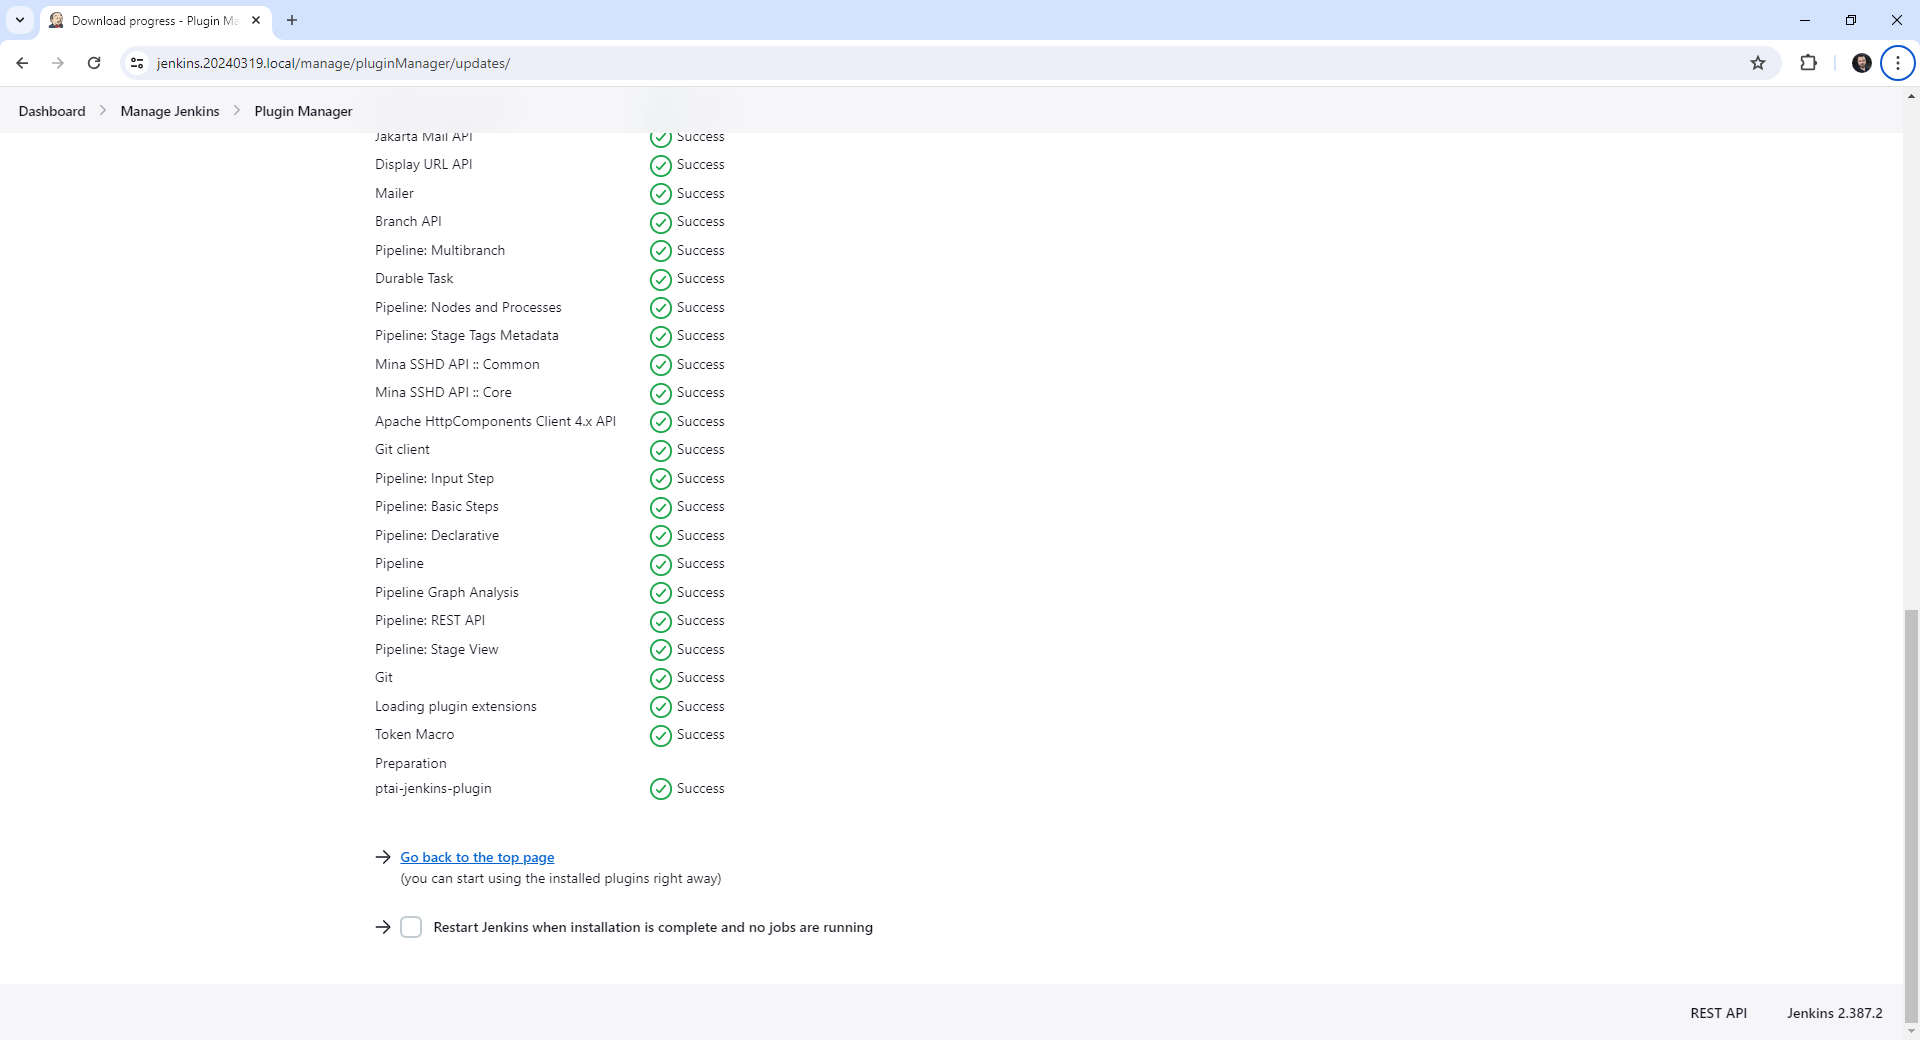 Download progress - Plugin Ma
jenkins.20240319.local/manage/pluginManager/updates/
Dashboard Manage Jenkins Plugin Manager
Jakarta Mail API Success
Display URL API Success
Mailer Success
Branch API Success
Pipeline: Multibranch Success
Durable Task Success
Pipeline: Nodes and Processes Success
Pipeline: Stage Tags Metadata Success
Mina SSHD API :: Common Success
Mina SSHD API :: Core Success
Apache HttpComponents Client 4.x API Success
Git client Success
Pipeline: Input Step Success
Pipeline: Basic Steps Success
Pipeline: Declarative Success
Pipeline Success
Pipeline Graph Analysis Success
Pipeline: REST API Success
Pipeline: Stage View Success
Git Success
Loading plugin extensions Success
Token Macro Success
Preparation
ptai-jenkins-plugin Success
Go back to the top page
(you can start using the installed plugins right away)
Restart Jenkins when installation is complete and no jobs are running
REST API Jenkins 2.387.2